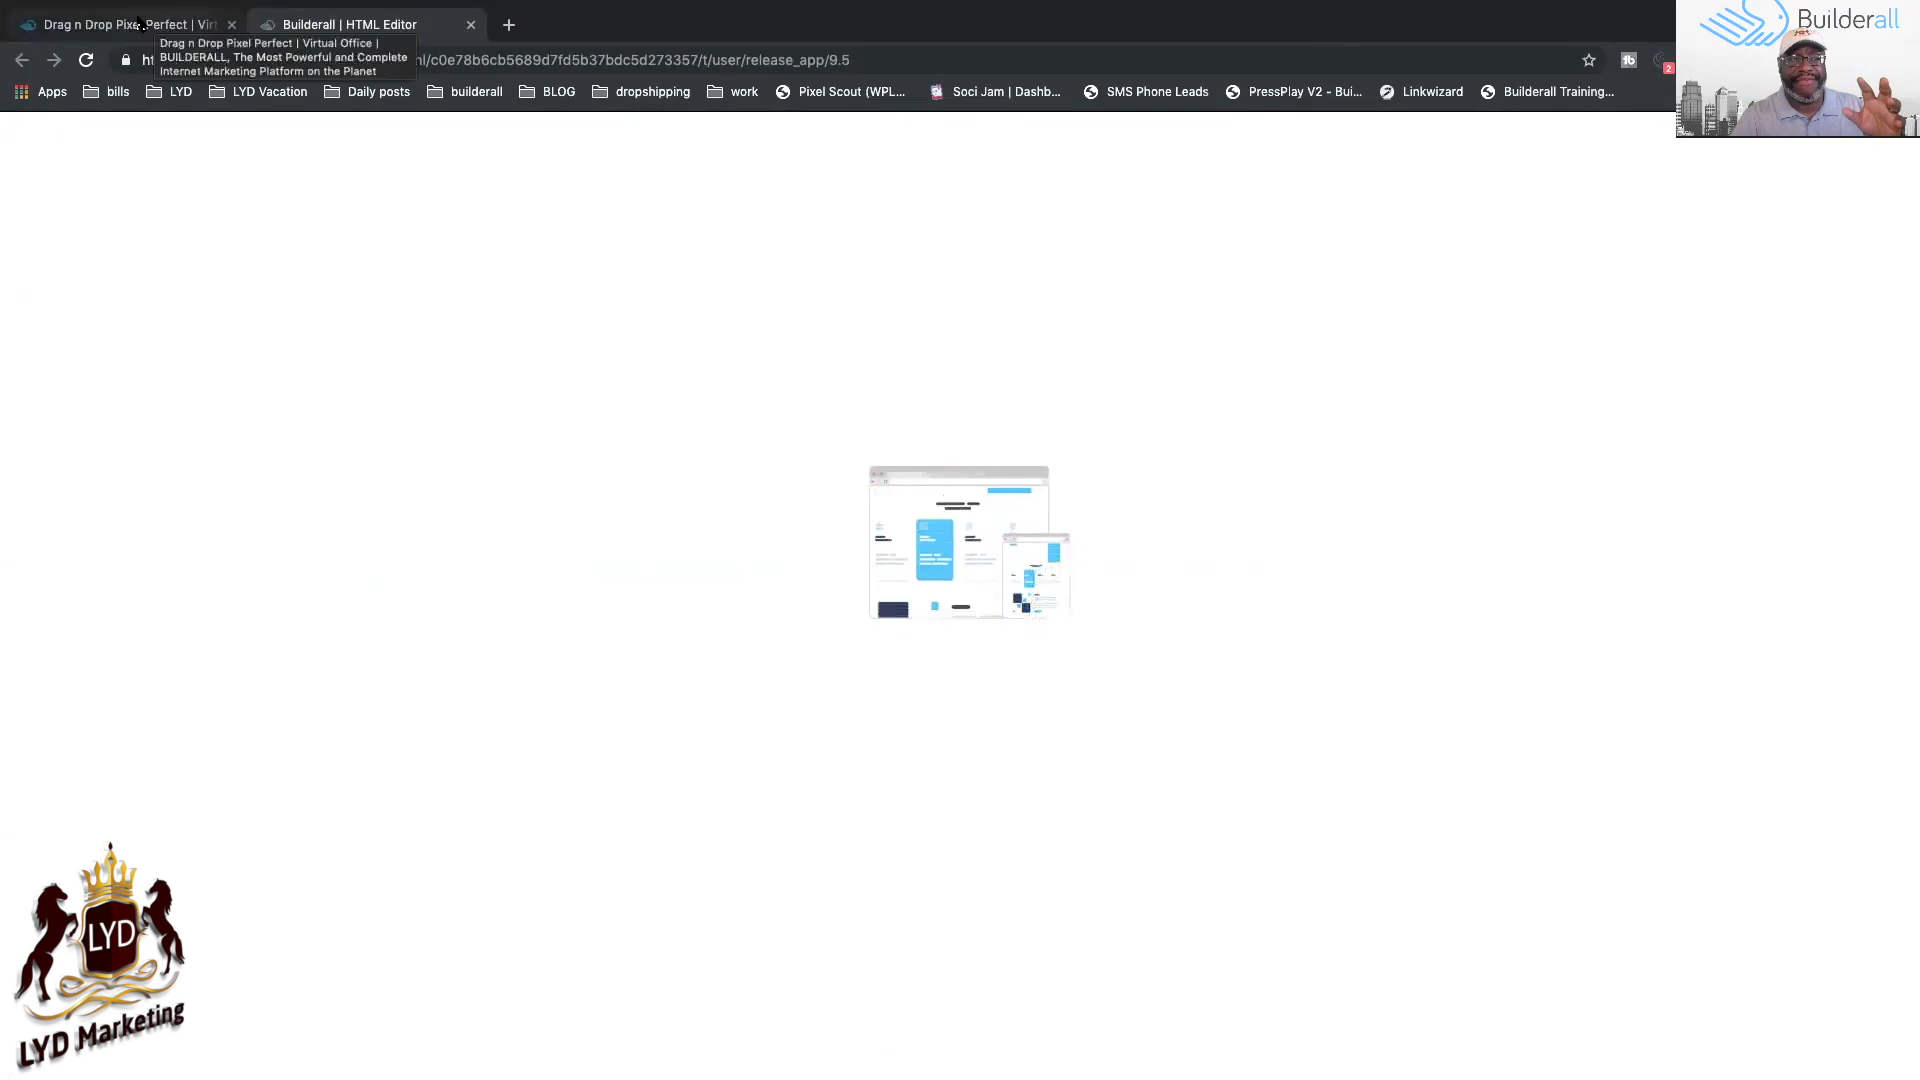 Drag n Drop Pixel Perfect | Virt
Builderall | HTML Editor
Drag n Drop Pixel Perfect | Virtual Office |
BUILDERALL, The Most Powerful and Complete
Internet Marketing Platform on the Planet
/c0e78b6cb5689d7fd5b37bdc5d273357/t/user/release_app/9.5
Apps bills LYD LYD Vacation Daily posts builderall BLOG dropshipping work Pixel Scout (WPL... Soci Jam | Dashb... SMS Phone Leads PressPlay V2 - Bui... Linkwizard Builderall Training...
2
Builderall
LYD
LYD Marketing